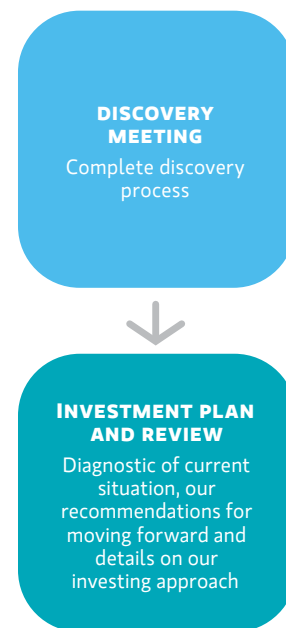 DISCOVERY
MEETING
Complete discovery
process
INVESTMENT PLAN
AND REVIEW
Diagnostic of current
situation, our
recommendations for
moving forward and
details on our
investing approach